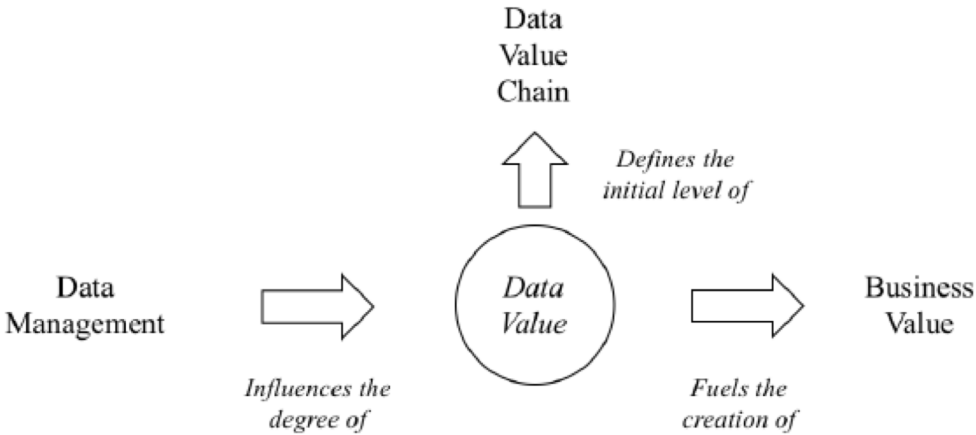 Data
Value
Chain
Defines the
initial level of
Data
Management
Data
Value
Business
Value
Influences the
degree of
Fuels the
creation of